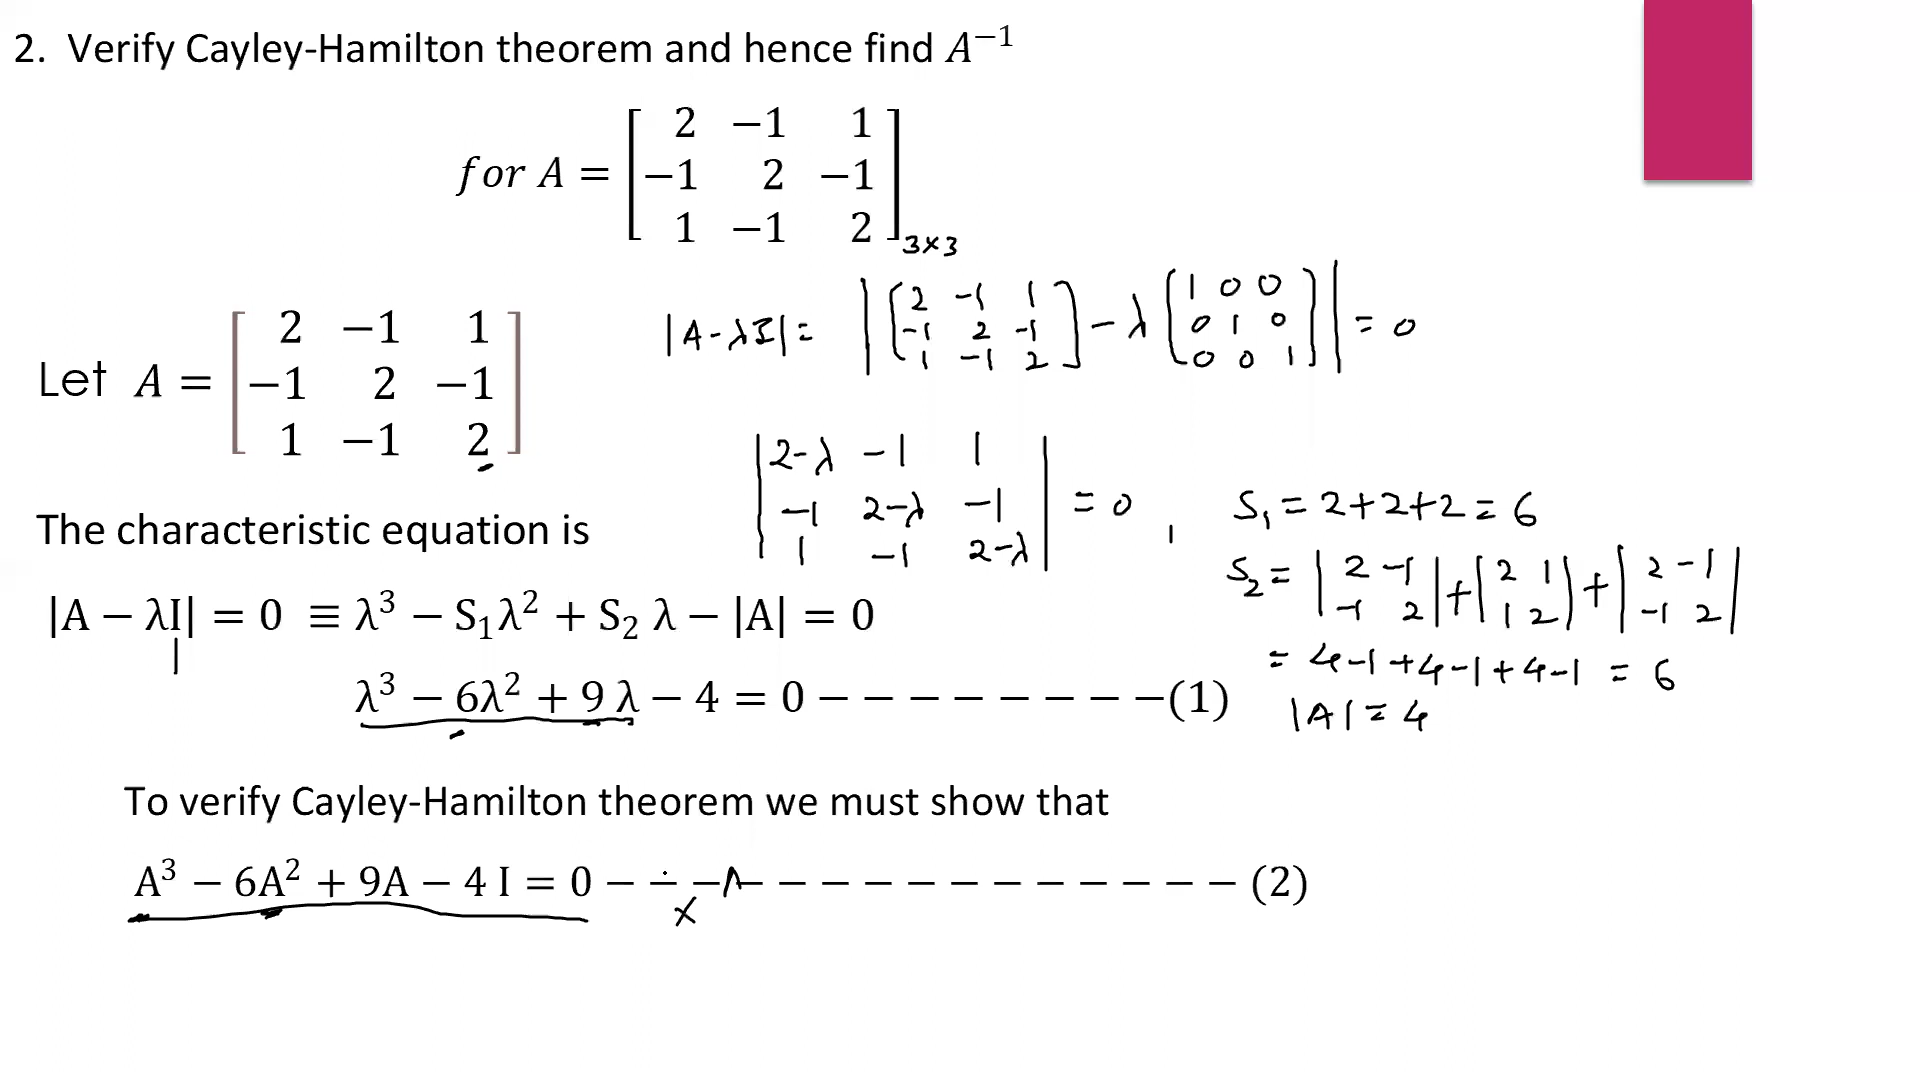 2. Verify Cayley-Hamilton theorem and hence find A⁻¹
for A = [2 −1 1
−1 2 −1
1 −1 2]₃ₓ₃
Let A = [2 −1 1
−1 2 −1
1 −1 2]
|A-λI| = |[2 -1 1
-1 2 -1
1 -1 2] - λ [1 0 0
0 1 0
0 0 1]| = 0
|2-λ -1 1
-1 2-λ -1
1 -1 2-λ| = 0 ,
The characteristic equation is
|A − λI| = 0 ≡ λ³ − S₁λ² + S₂ λ − |A| = 0
λ³ − 6λ² + 9 λ − 4 = 0 − − − − − − − − −(1)
S₁ = 2+2+2 = 6
S₂ = |2 -1
-1 2| + |2 1
1 2| + |2 -1
-1 2|
= 4-1+4-1+4-1 = 6
|A| = 4
To verify Cayley-Hamilton theorem we must show that
A³ − 6A² + 9A − 4 I = 0 − − − − − − − − − − − − − − − (2)
x